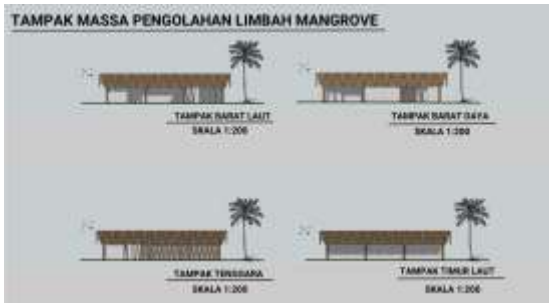 TAMPAK MASSA PENGOLAHAN LIMBAH MANGROVE
TAMPAK BARAT LAUT
SKALA 1:200
TAMPAK BARAT DAYA
SKALA 1:200
TAMPAK TENGGARA
SKALA 1:200
TAMPAK TIMUR LAUT
SKALA 1:200